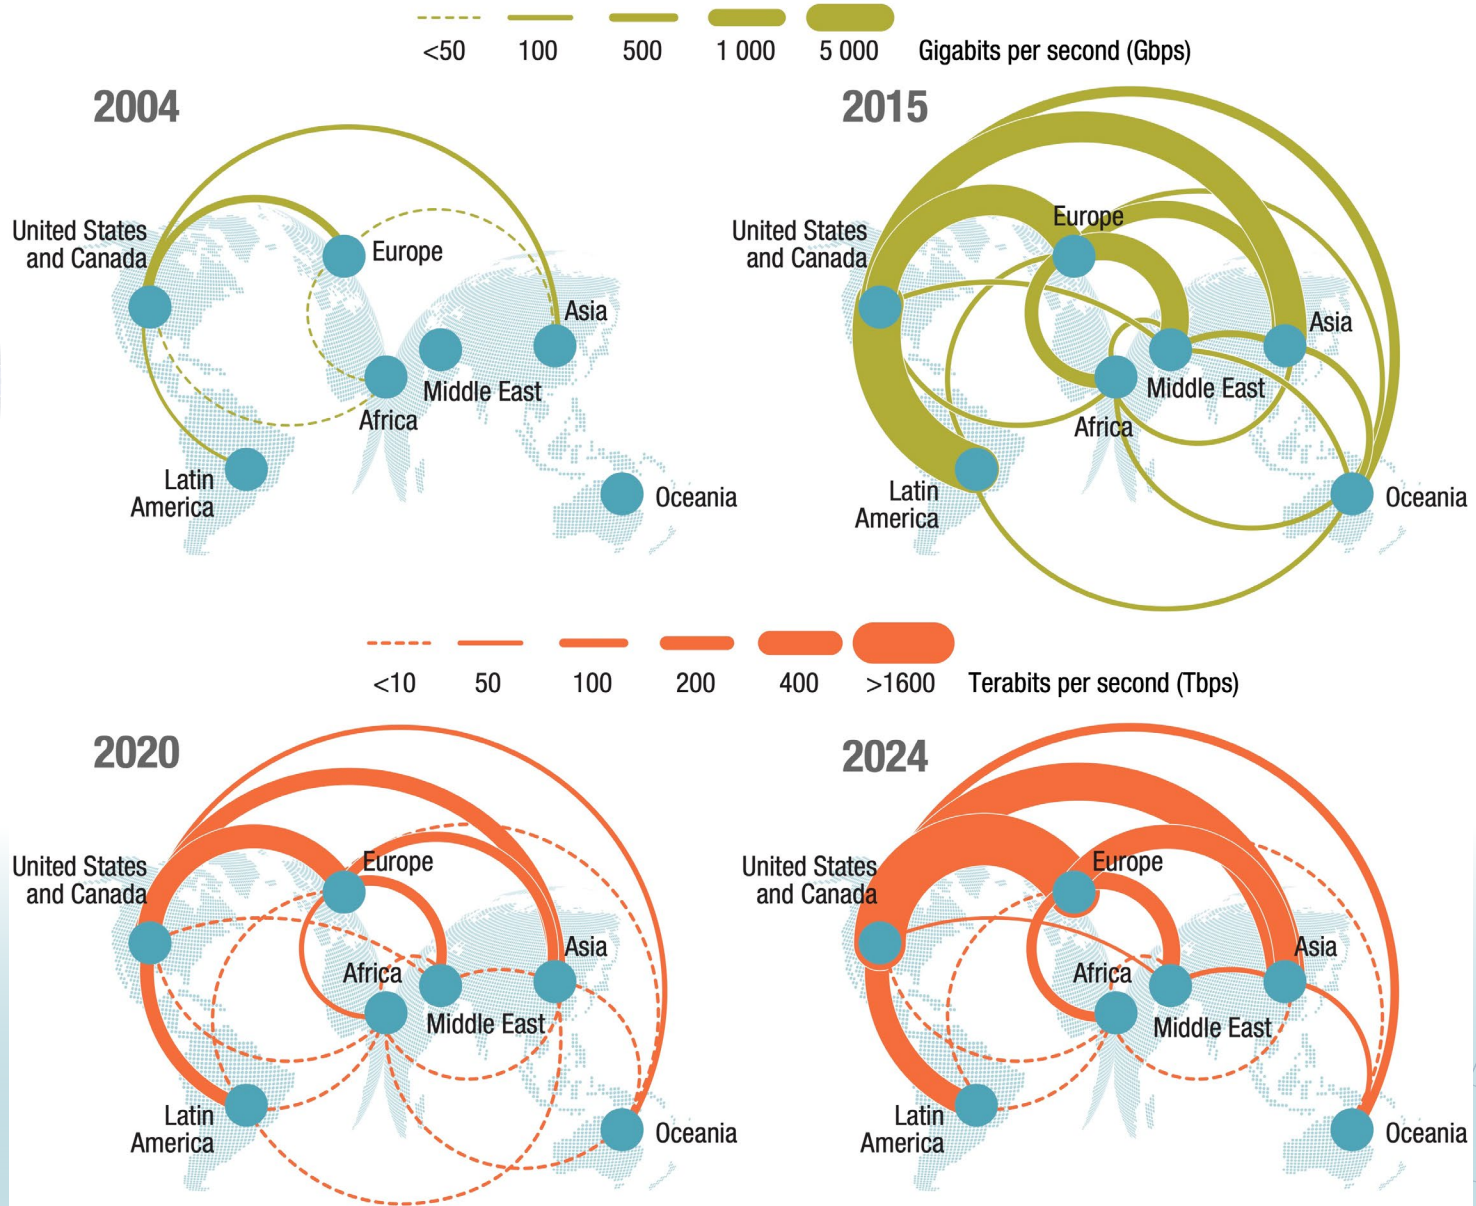 <50 100 500 1 000 5 000 Gigabits per second (Gbps)
2004
United States
and Canada
Europe
Asia
Middle East
Africa
Latin
America
Oceania
2015
United States
and Canada
Europe
Asia
Middle East
Africa
Latin
America
Oceania
<10 50 100 200 400 >1600 Terabits per second (Tbps)
2020
United States
and Canada
Europe
Asia
Africa
Middle East
Latin
America
Oceania
2024
United States
and Canada
Europe
Asia
Africa
Middle East
Latin
America
Oceania